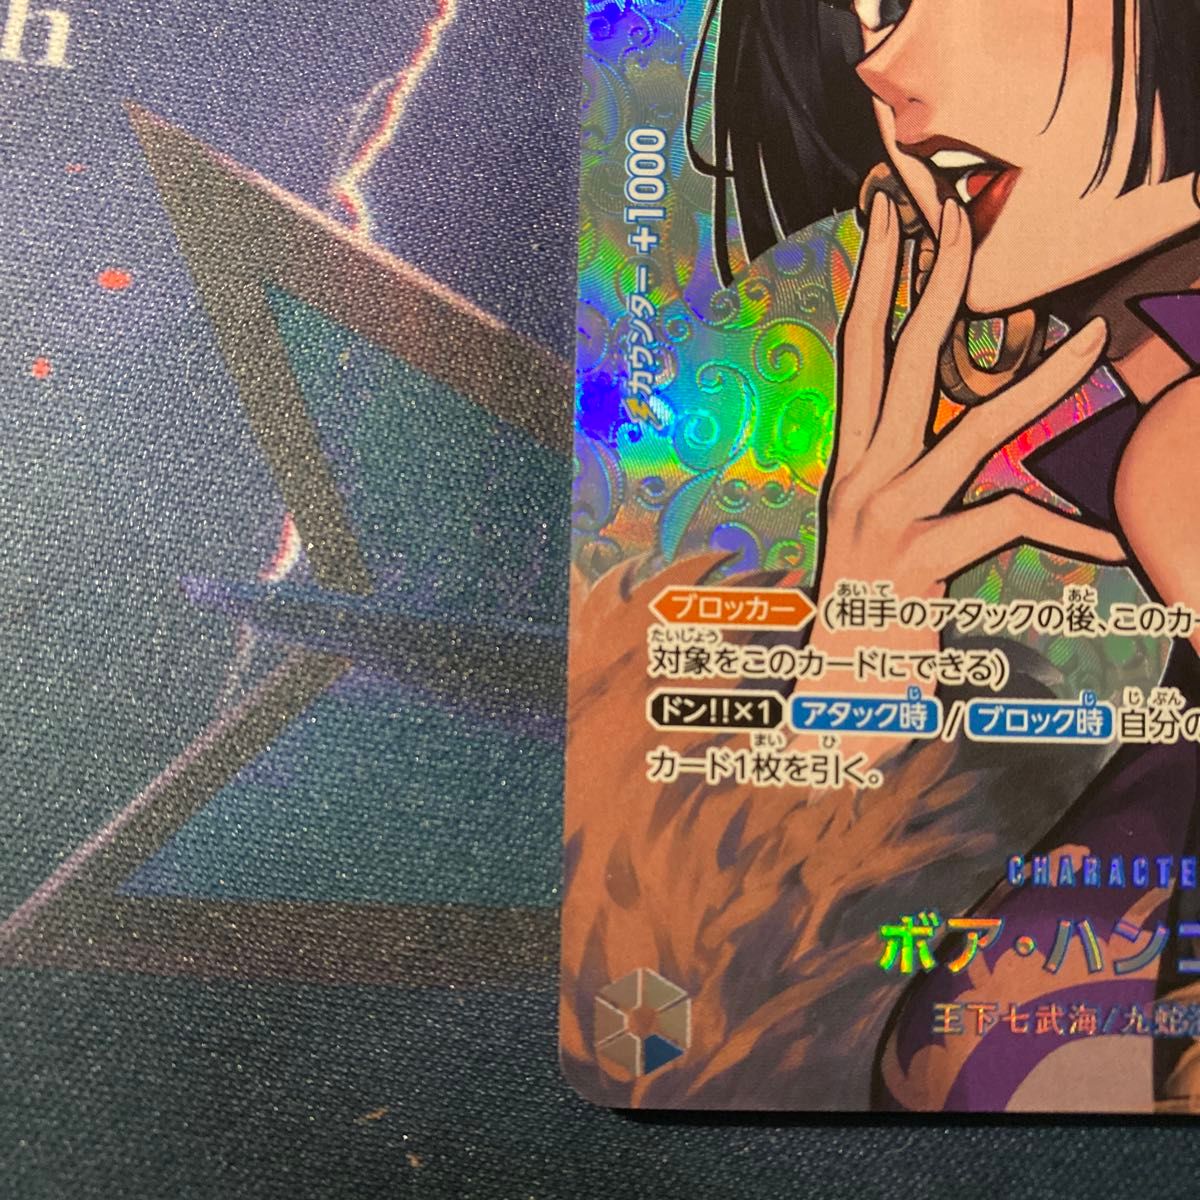 h
カウンター +1000
ブロッカー (相手のアタックの後、このカー
対象をこのカードにできる)
ドン!!×1 アタック時 / ブロック時 自分の
カード1枚を引く。
CHARACTE
ボア・ハンコ
王下七武海/九蛇